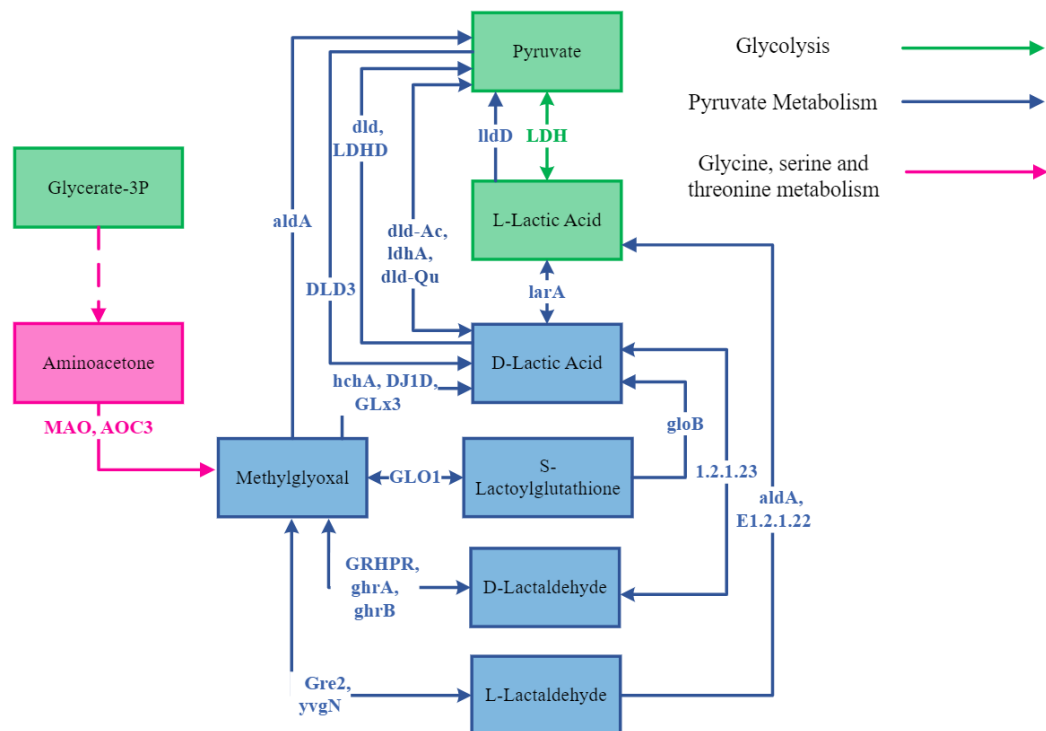 Pyruvate
Glycolysis
Pyruvate Metabolism
Glycine, serine and
threonine metabolism
dld,
LDHD
lldD
LDH
Glycerate-3P
L-Lactic Acid
aldA
dld-Ac,
ldhA,
dld-Qu
DLD3
larA
Aminoacetone
D-Lactic Acid
hchA, DJ1D,
GLx3
MAO, AOC3
gloB
Methylglyoxal
GLO1
S-
Lactoylglutathione
1.2.1.23
aldA,
E1.2.1.22
GRHPR,
ghrA,
ghrB
D-Lactaldehyde
Gre2,
yvgN
L-Lactaldehyde